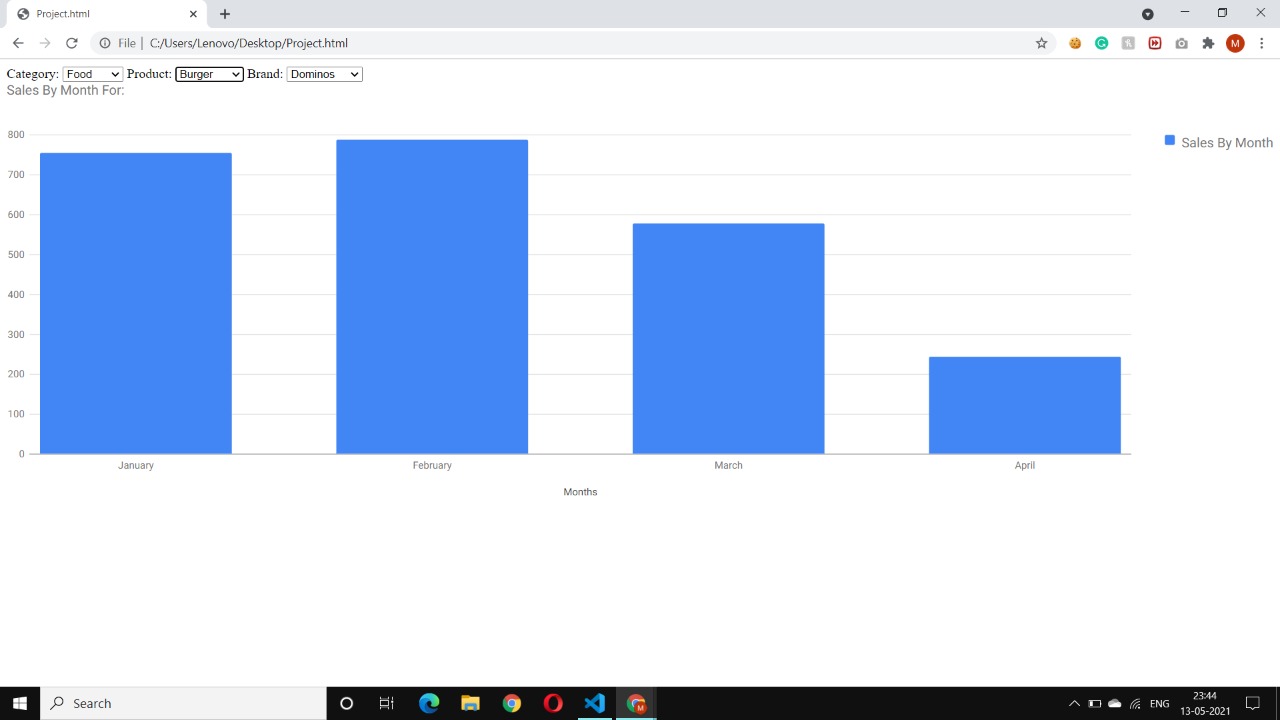 Project.html
File | C:/Users/Lenovo/Desktop/Project.html
M
Category: Food Product: Burger Brand: Dominos
Sales By Month For:
800
700
600
500
400
300
200
100
0
Sales By Month
January February March April
Months
Search
M
ENG
23:44
13-05-2021